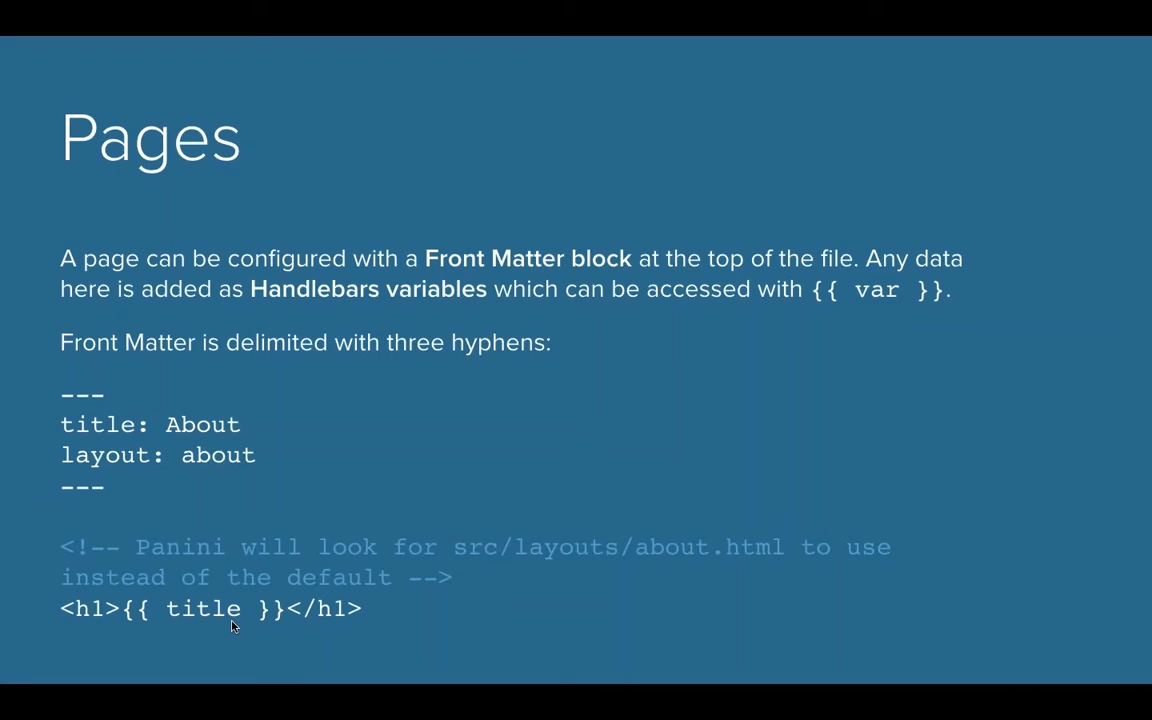 Pages
A page can be configured with a Front Matter block at the top of the file. Any data
here is added as Handlebars variables which can be accessed with {{ var }}.
Front Matter is delimited with three hyphens:
---
title: About
layout: about
---
<!-- Panini will look for src/layouts/about.html to use
instead of the default -->
<h1>{{ title }}</h1>